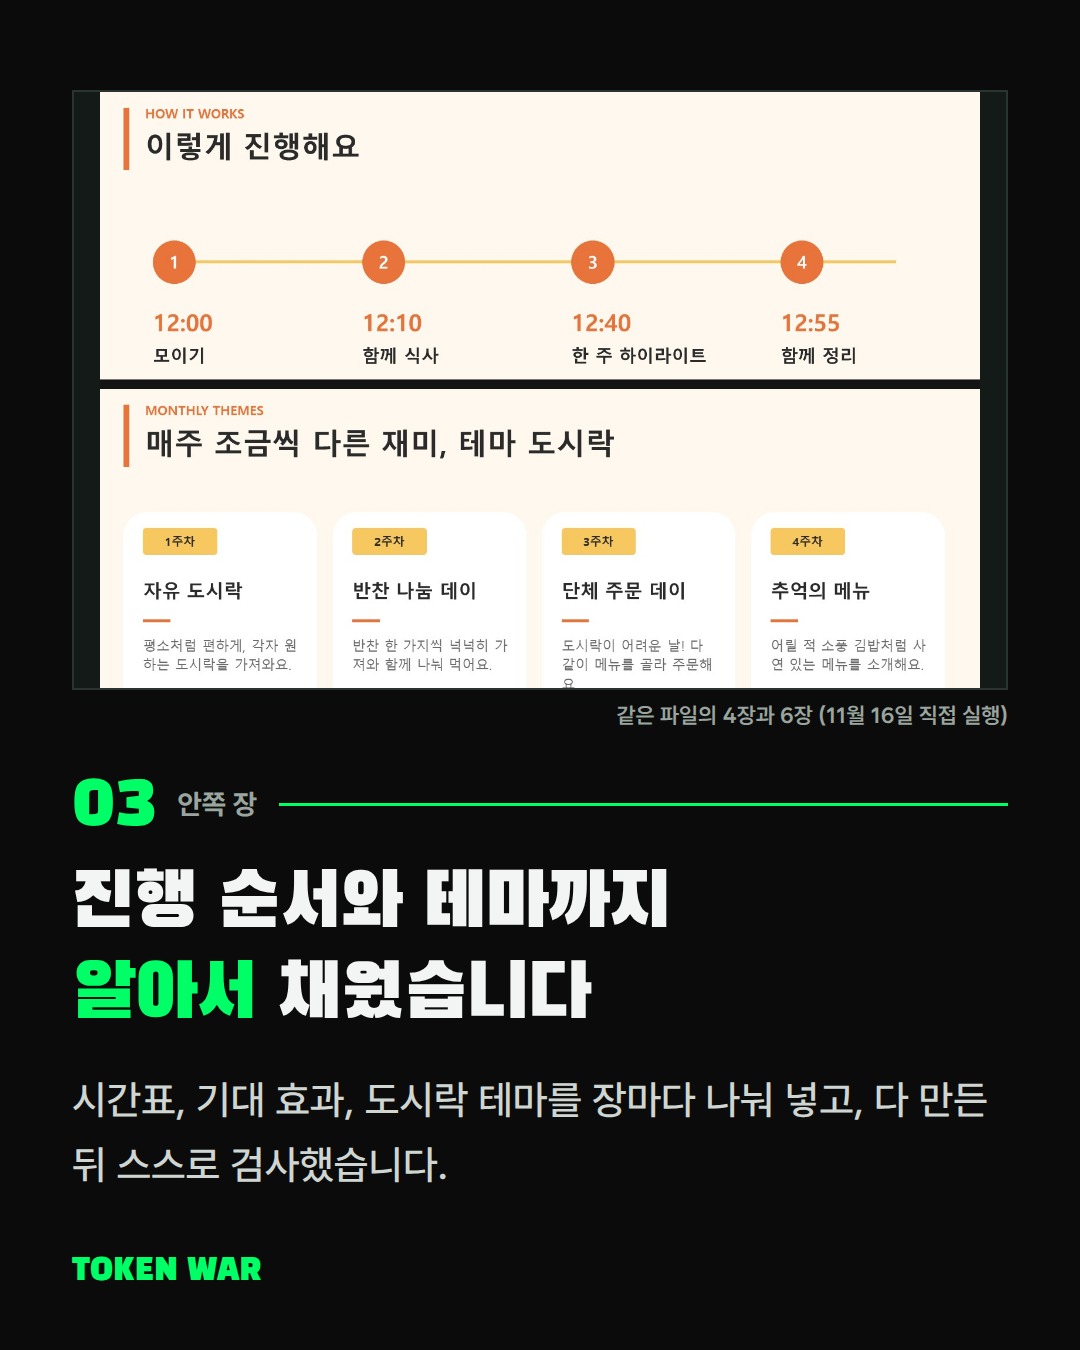 HOW IT WORKS
이렇게 진행해요
1
2
3
4
12:00
12:10
12:40
12:55
모이기
함께 식사
한 주 하이라이트
함께 정리
MONTHLY THEMES
매주 조금씩 다른 재미, 테마 도시락
1주차
자유 도시락
평소처럼 편하게, 각자 원
하는 도시락을 가져와요.
2주차
반찬 나눔 데이
반찬 한 가지씩 넉넉히 가
져와 함께 나눠 먹어요.
3주차
단체 주문 데이
도시락이 어려운 날! 다
같이 메뉴를 골라 주문해
요
4주차
추억의 메뉴
어릴 적 소풍 김밥처럼 사
연 있는 메뉴를 소개해요.
같은 파일의 4장과 6장 (11월 16일 직접 실행)
03 안쪽 장
진행 순서와 테마까지
알아서 채웠습니다
시간표, 기대 효과, 도시락 테마를 장마다 나눠 넣고, 다 만든
뒤 스스로 검사했습니다.
TOKEN WAR